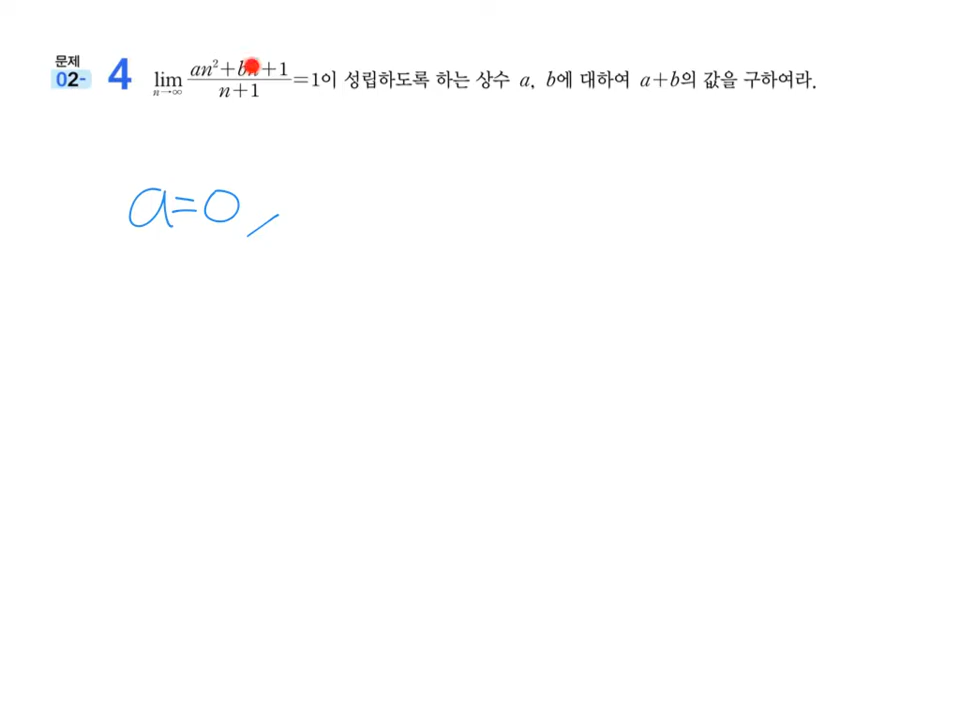 문제
02- 4 lim n→∞ (an²+bn+1)/(n+1) =1이 성립하도록 하는 상수 a, b에 대하여 a+b의 값을 구하여라.
a=0,